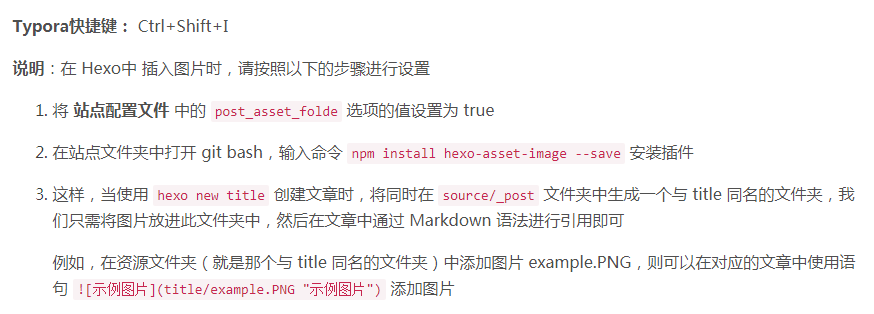 Typora快捷键： Ctrl+Shift+I
说明：在 Hexo中 插入图片时，请按照以下的步骤进行设置
1. 将 站点配置文件 中的 post_asset_folde 选项的值设置为 true
2. 在站点文件夹中打开 git bash，输入命令 npm install hexo-asset-image --save 安装插件
3. 这样，当使用 hexo new title 创建文章时，将同时在 source/_post 文件夹中生成一个与 title 同名的文件夹，我
们只需将图片放进此文件夹中，然后在文章中通过 Markdown 语法进行引用即可
例如，在资源文件夹（就是那个与 title 同名的文件夹）中添加图片 example.PNG，则可以在对应的文章中使用语
句 ![示例图片](title/example.PNG "示例图片") 添加图片